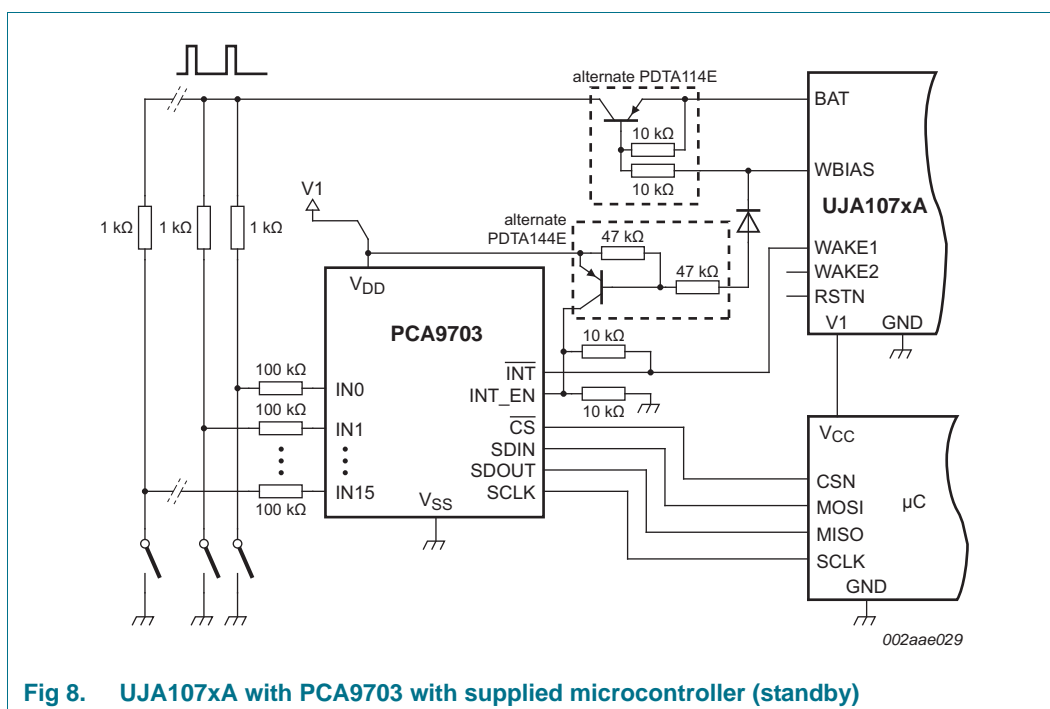 alternate PDTA114E
BAT
10 kΩ
10 kΩ
WBIAS
UJA107xA
V1
alternate
PDTA144E
47 kΩ
47 kΩ
1 kΩ
1 kΩ
1 kΩ
WAKE1
WAKE2
RSTN
V1
GND
VDD
PCA9703
10 kΩ
INT
INT_EN
10 kΩ
100 kΩ
IN0
100 kΩ
IN1
IN15
100 kΩ
CS
SDIN
SDOUT
SCLK
VSS
VCC
CSN
MOSI
MISO
SCLK
µC
GND
002aae029
Fig 8. UJA107xA with PCA9703 with supplied microcontroller (standby)